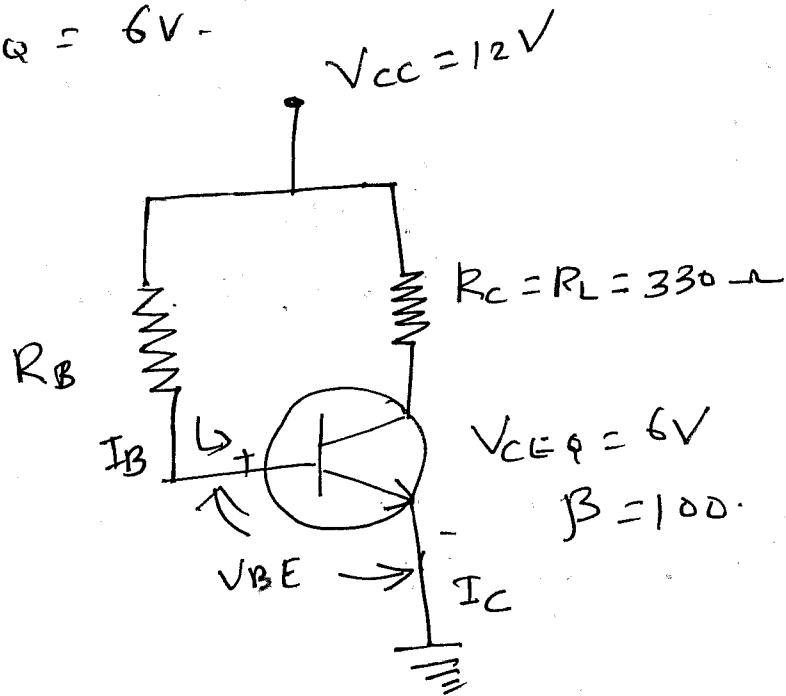 Q = 6V.
VCC = 12V
RC = RL = 330 Ω
RB
IB
+
VCEQ = 6V
β = 100.
VBE
-
IC